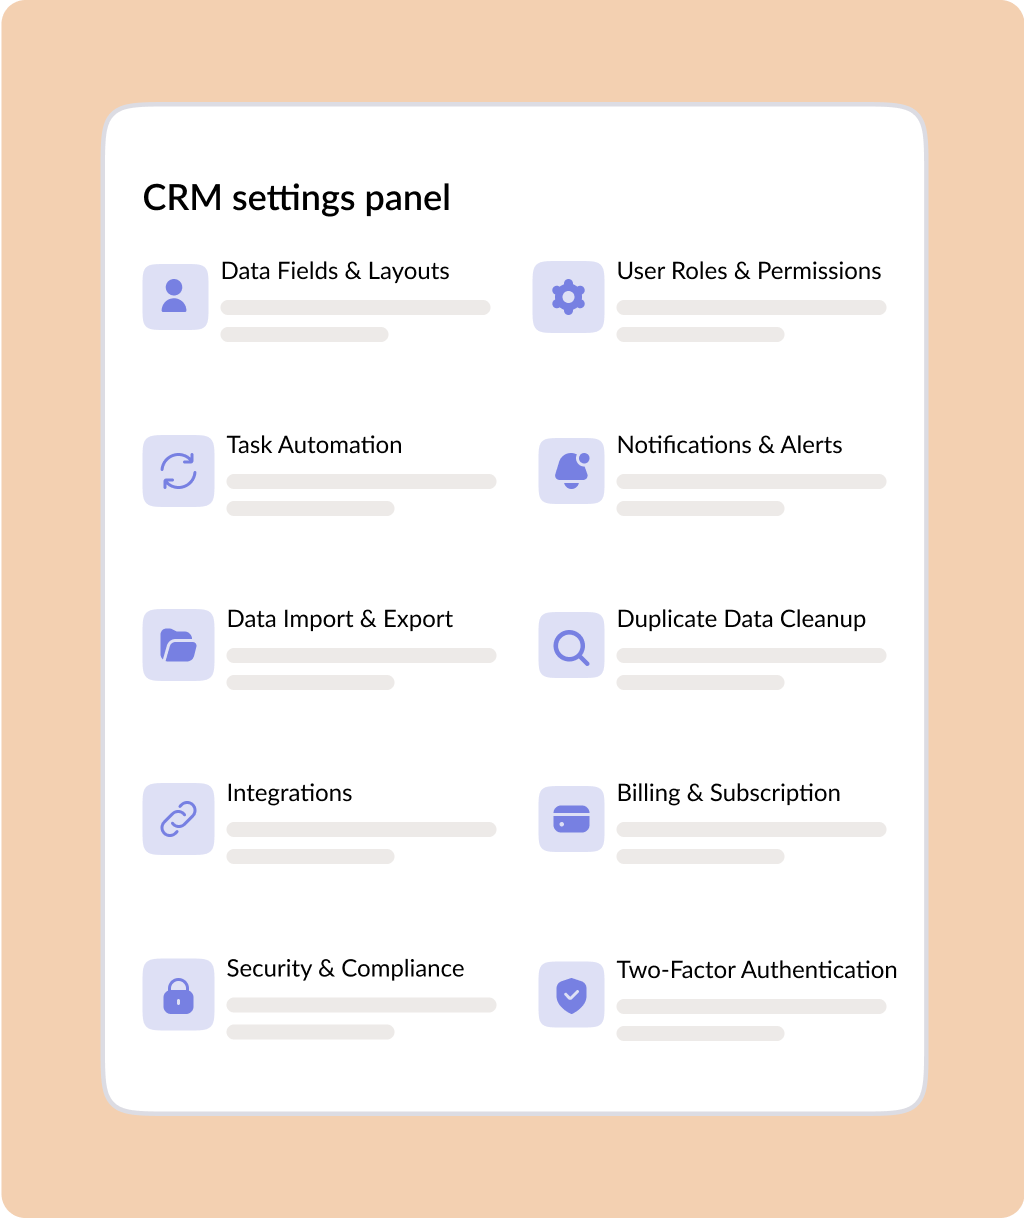 CRM settings panel
Data Fields & Layouts
User Roles & Permissions
Task Automation
Notifications & Alerts
Data Import & Export
Duplicate Data Cleanup
Integrations
Billing & Subscription
Security & Compliance
Two-Factor Authentication